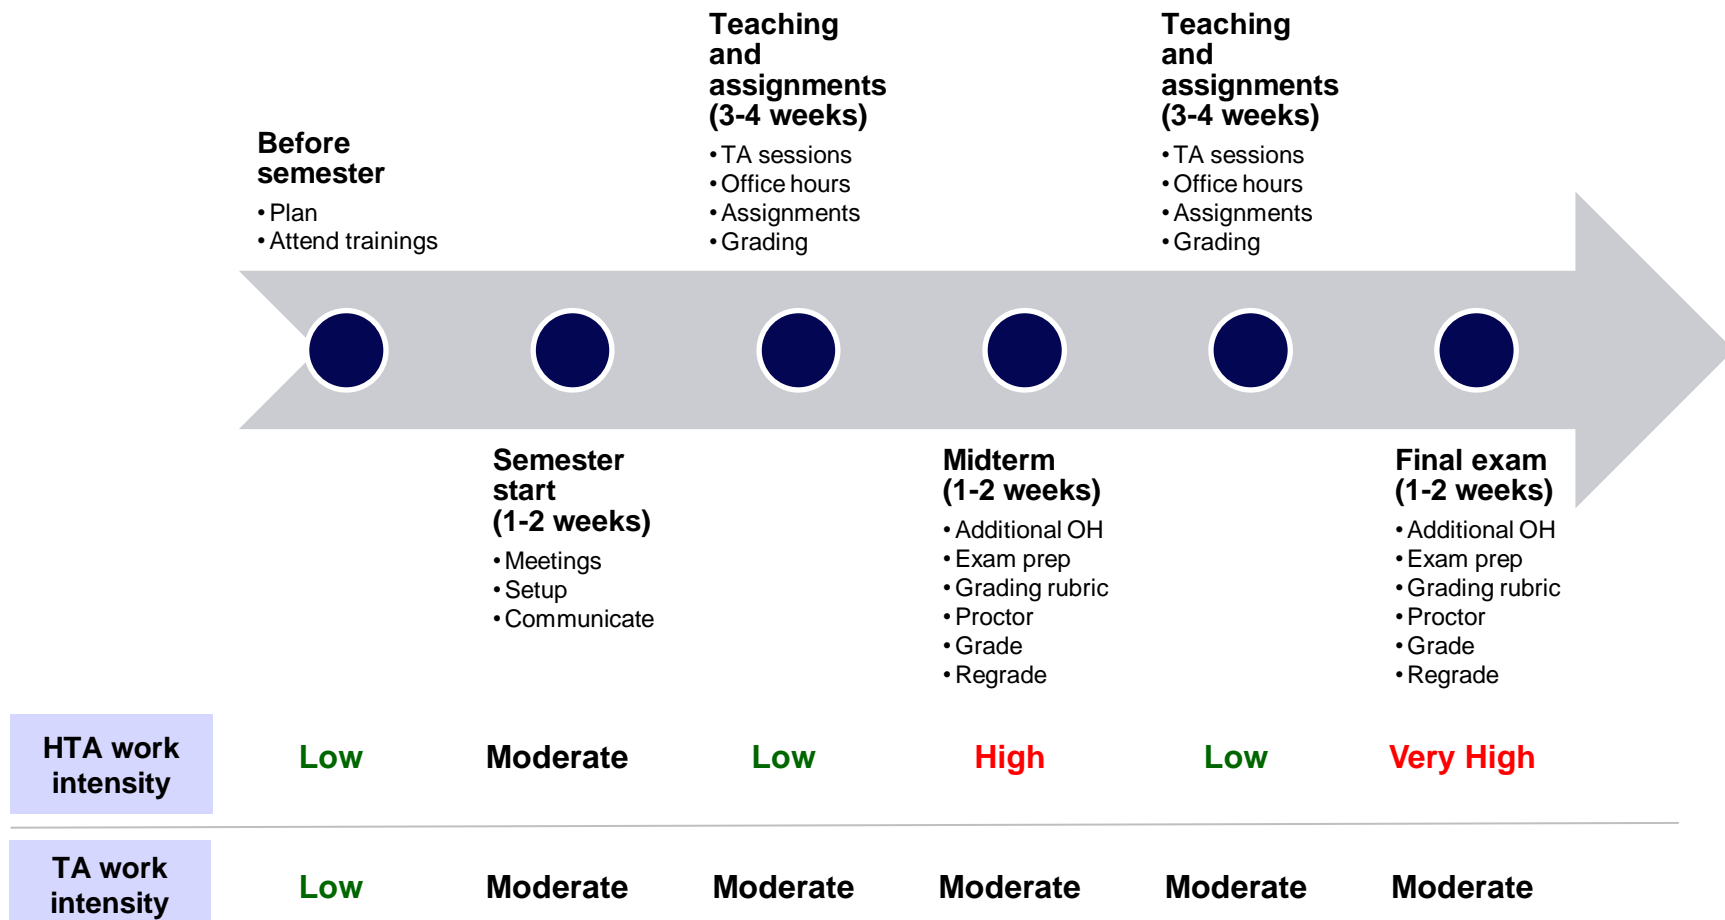 Before
semester
• Plan
• Attend trainings
Semester
start
(1-2 weeks)
• Meetings
• Setup
• Communicate
Teaching
and
assignments
(3-4 weeks)
• TA sessions
• Office hours
• Assignments
• Grading
Midterm
(1-2 weeks)
• Additional OH
• Exam prep
• Grading rubric
• Proctor
• Grade
• Regrade
Teaching
and
assignments
(3-4 weeks)
• TA sessions
• Office hours
• Assignments
• Grading
Final exam
(1-2 weeks)
• Additional OH
• Exam prep
• Grading rubric
• Proctor
• Grade
• Regrade
HTA work
intensity
Low Moderate Low High Low Very High
TA work
intensity
Low Moderate Moderate Moderate Moderate Moderate